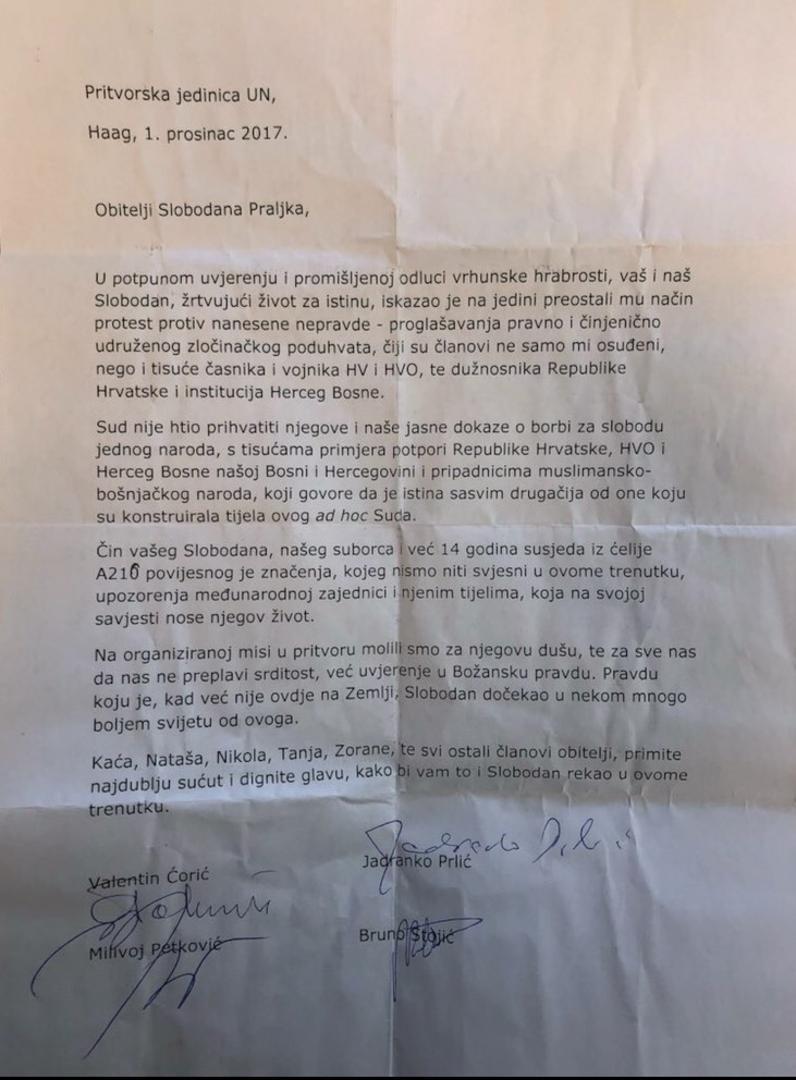 Pritvorska jedinica UN,
Haag, 1. prosinac 2017.
Obitelji Slobodana Praljka,
U potpunom uvjerenju i promišljenoj odluci vrhunske hrabrosti, vaš i naš
Slobodan, žrtvujući život za istinu, iskazao je na jedini preostali mu način
protest protiv nanesene nepravde - proglašavanja pravno i činjenično
udruženog zločinačkog poduhvata, čiji su članovi ne samo mi osuđeni,
nego i tisuće časnika i vojnika HV i HVO, te dužnosnika Republike
Hrvatske i institucija Herceg Bosne.
Sud nije htio prihvatiti njegove i naše jasne dokaze o borbi za slobodu
jednog naroda, s tisućama primjera potpori Republike Hrvatske, HVO i
Herceg Bosne našoj Bosni i Hercegovini i pripadnicima muslimansko-
bošnjačkog naroda, koji govore da je istina sasvim drugačija od one koju
su konstruirala tijela ovog ad hoc Suda.
Čin vašeg Slobodana, našeg suborca i već 14 godina susjeda iz ćelije
A216 povijesnog je značenja, kojeg nismo niti svjesni u ovome trenutku,
upozorenja međunarodnoj zajednici i njenim tijelima, koja na svojoj
savjesti nose njegov život.
Na organiziranoj misi u pritvoru molili smo za njegovu dušu, te za sve nas
da nas ne preplavi srditost, već uvjerenje u Božansku pravdu. Pravdu
koju je, kad već nije ovdje na Zemlji, Slobodan dočekao u nekom mnogo
boljem svijetu od ovoga.
Kaća, Nataša, Nikola, Tanja, Zorane, te svi ostali članovi obitelji, primite
najdublju sućut i dignite glavu, kako bi vam to i Slobodan rekao u ovome
trenutku.
Jadranko Prlić
Valentin Ćorić
Bruno Stojić
Milivoj Petković